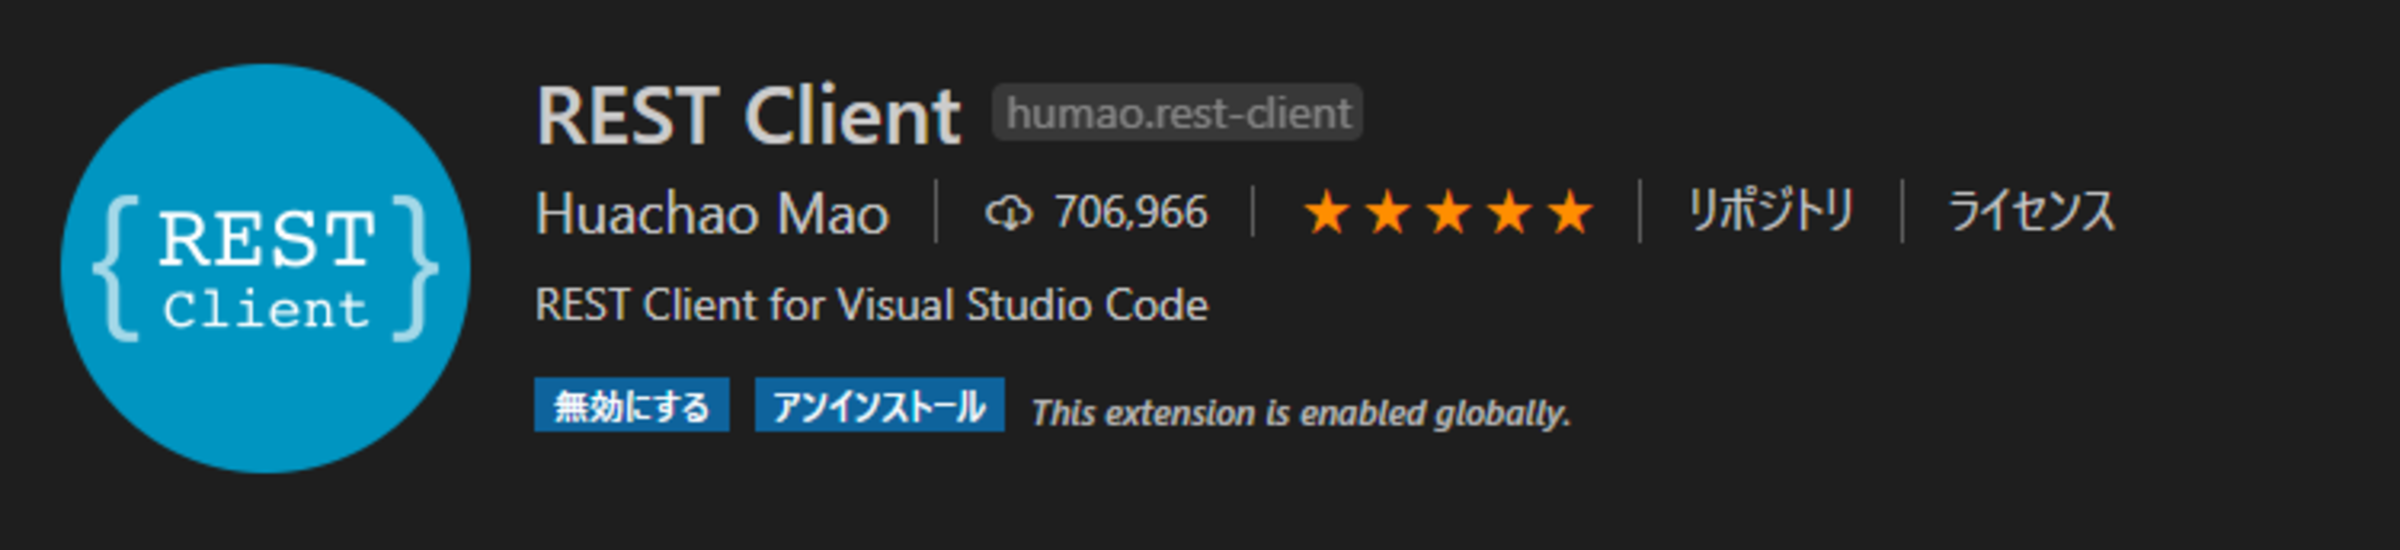 {REST}
Client
REST Client humao.rest-client
Huachao Mao | 706,966 | ★★★★★ | リポジトリ | ライセンス
REST Client for Visual Studio Code
無効にする アンインストール This extension is enabled globally.